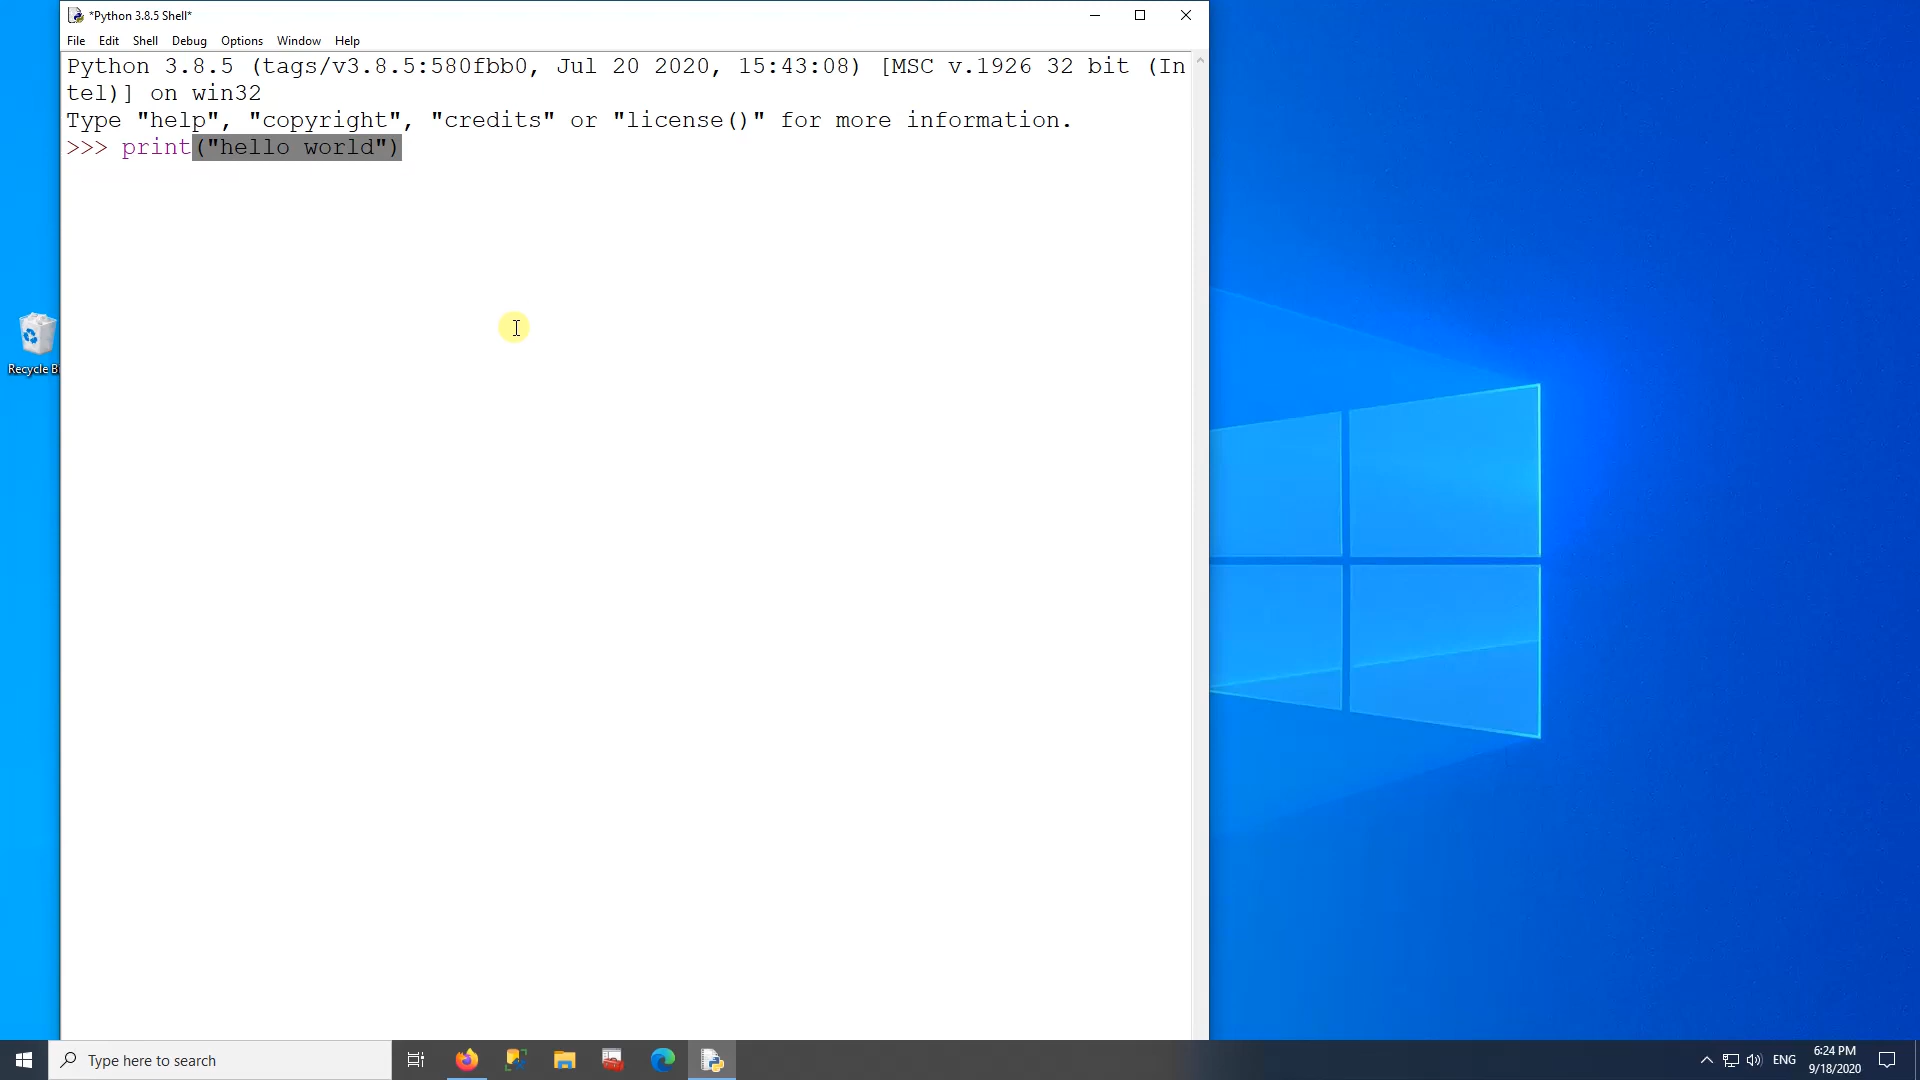 *Python 3.8.5 Shell*
File Edit Shell Debug Options Window Help
Python 3.8.5 (tags/v3.8.5:580fbb0, Jul 20 2020, 15:43:08) [MSC v.1926 32 bit (In
tel)] on win32
Type "help", "copyright", "credits" or "license()" for more information.
>>> print("hello world")
Recycle B
Type here to search
ENG
6:24 PM
9/18/2020